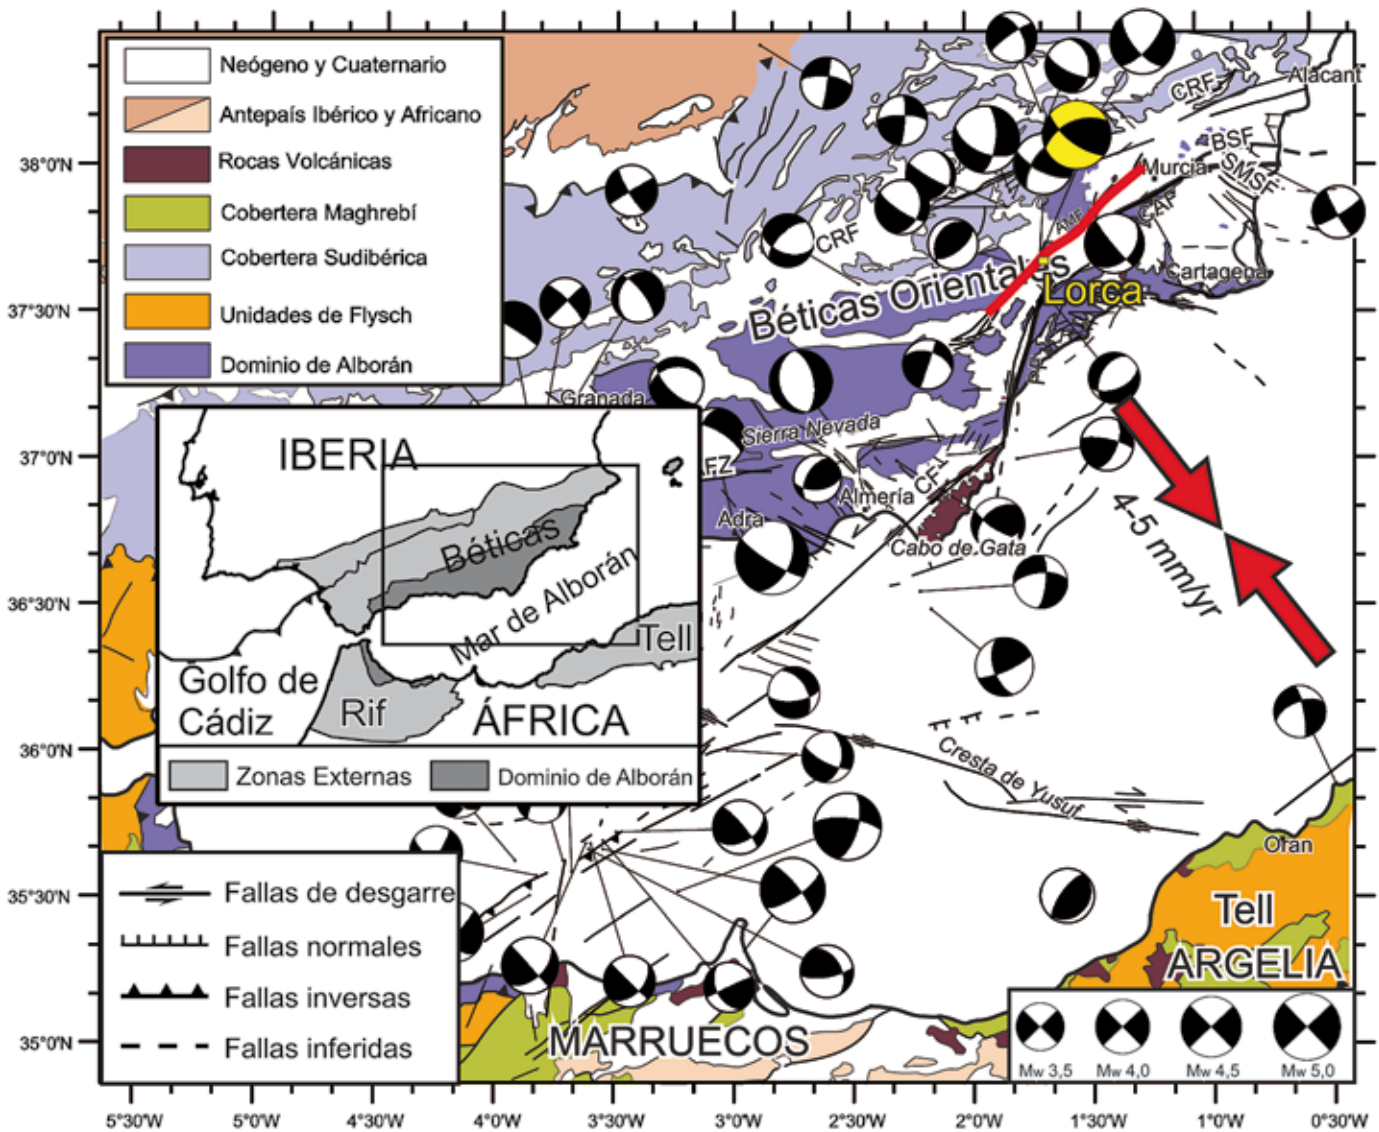 Neógeno y Cuaternario
Antepaís Ibérico y Africano
Rocas Volcánicas
Cobertera Maghrebí
Cobertera Sudibérica
Unidades de Flysch
Dominio de Alborán
38°0'N
37°30'N
37°0'N
36°30'N
36°0'N
35°30'N
35°0'N
CRF
Alacant
BSF
SMSF
Murcia
CAF
AMF
CRF
Cartagena
Béticas Orientales
Lorca
Granada
Sierra Nevada
AFZ
Adra
Almería
CFZ
Cabo de Gata
4-5 mm/yr
IBERIA
Béticas
Mar de Alborán
Tell
Golfo de
Cádiz
Rif
ÁFRICA
Zonas Externas
Dominio de Alborán
Cresta de Yusuf
Oran
Tell
ARGELIA
MARRUECOS
Fallas de desgarre
Fallas normales
Fallas inversas
Fallas inferidas
Mw 3,5
Mw 4,0
Mw 4,5
Mw 5,0
5°30'W
5°0'W
4°30'W
4°0'W
3°30'W
3°0'W
2°30'W
2°0'W
1°30'W
1°0'W
0°30'W